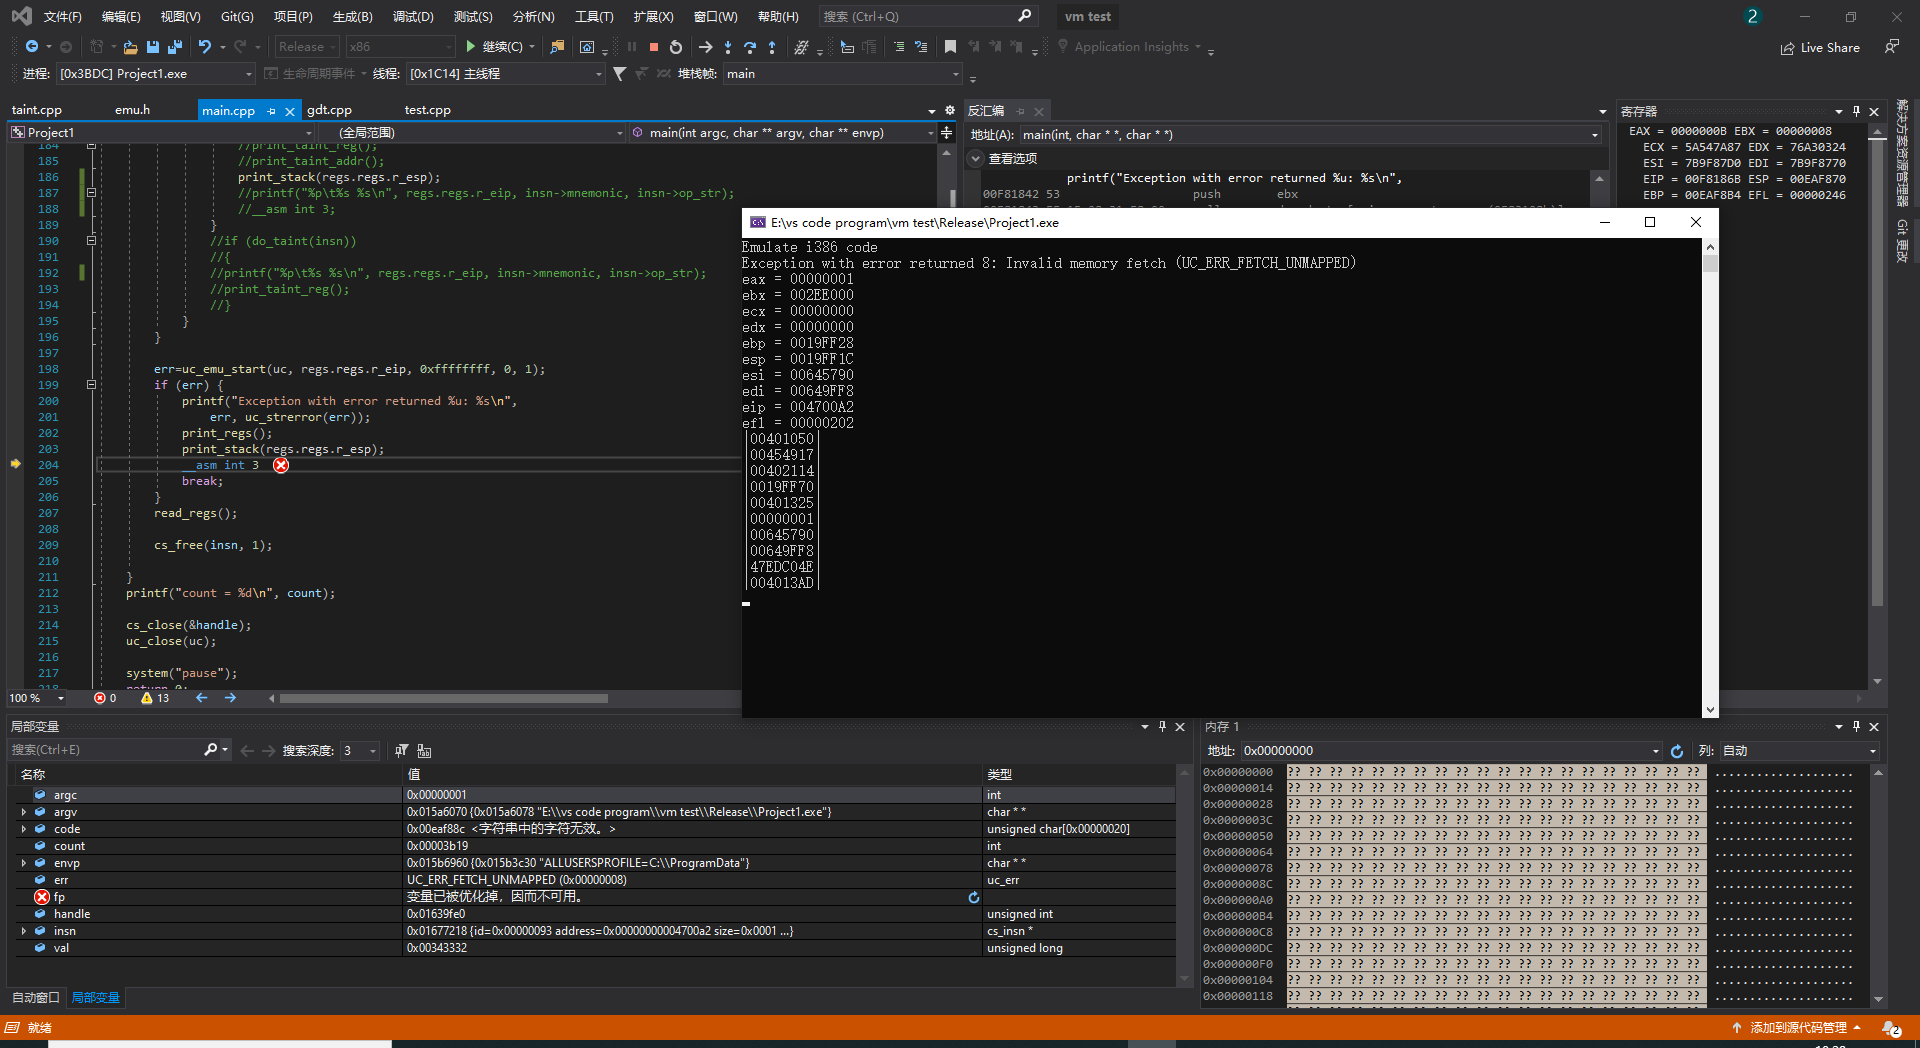 文件(F) 编辑(E) 视图(V) Git(G) 项目(P) 生成(B) 调试(D) 测试(S) 分析(N) 工具(T) 扩展(X) 窗口(W) 帮助(H) 搜索 (Ctrl+Q) vm test 2
Release x86 继续(C) Application Insights Live Share
进程: [0x3BDC] Project1.exe 生命周期事件 线程: [0x1C14] 主线程 堆栈帧: main
taint.cpp emu.h main.cpp gdt.cpp test.cpp
Project1 (全局范围) main(int argc, char ** argv, char ** envp)
184 //print_taint_reg();
185 //print_taint_addr();
186 print_stack(regs.regs.r_esp);
187 //printf("%p\t%s %s\n", regs.regs.r_eip, insn->mnemonic, insn->op_str);
188 //__asm int 3;
189 }
190 //if (do_taint(insn))
191 //{
192 //printf("%p\t%s %s\n", regs.regs.r_eip, insn->mnemonic, insn->op_str);
193 //print_taint_reg();
194 //}
195 }
196 }
197
198 err=uc_emu_start(uc, regs.regs.r_eip, 0xffffffff, 0, 1);
199 if (err) {
200 printf("Exception with error returned %u: %s\n",
201 err, uc_strerror(err));
202 print_regs();
203 print_stack(regs.regs.r_esp);
204 __asm int 3
205 break;
206 }
207 read_regs();
208
209 cs_free(insn, 1);
210
211 }
212 printf("count = %d\n", count);
213
214 cs_close(&handle);
215 uc_close(uc);
216
217 system("pause");
218 return 0;
100 % 0 13
反汇编
地址(A): main(int, char * *, char * *)
查看选项
printf("Exception with error returned %u: %s\n",
00F81842 53 push ebx
寄存器
EAX = 0000000B EBX = 00000008
ECX = 5A547A87 EDX = 76A30324
ESI = 7B9F87D0 EDI = 7B9F8770
EIP = 00F8186B ESP = 00EAF870
EBP = 00EAF8B4 EFL = 00000246
解决方案资源管理器
Git 更改
E:\vs code program\vm test\Release\Project1.exe
Emulate i386 code
Exception with error returned 8: Invalid memory fetch (UC_ERR_FETCH_UNMAPPED)
eax = 00000001
ebx = 002EE000
ecx = 00000000
edx = 00000000
ebp = 0019FF28
esp = 0019FF1C
esi = 00645790
edi = 00649FF8
eip = 004700A2
efl = 00000202
|00401050|
|00454917|
|00402114|
|0019FF70|
|00401325|
|00000001|
|00645790|
|00649FF8|
|47EDC04E|
|004013AD|
局部变量
搜索(Ctrl+E) 搜索深度: 3
名称 值 类型
argc 0x00000001 int
argv 0x015a6070 {0x015a6078 "E:\\vs code program\\vm test\\Release\\Project1.exe"} char * *
code 0x00eaf88c <字符串中的字符无效。> unsigned char[0x00000020]
count 0x00003b19 int
envp 0x015b6960 {0x015b3c30 "ALLUSERSPROFILE=C:\\ProgramData"} char * *
err UC_ERR_FETCH_UNMAPPED (0x00000008) uc_err
fp 变量已被优化掉，因而不可用。
handle 0x01639fe0 unsigned int
insn 0x01677218 {id=0x00000093 address=0x00000000004700a2 size=0x0001 ...} cs_insn *
val 0x00343332 unsigned long
自动窗口 局部变量
内存 1
地址: 0x00000000 列: 自动
0x00000000 ?? ?? ?? ?? ?? ?? ?? ?? ?? ?? ?? ?? ?? ?? ?? ?? ?? ?? ?? ?? ....................
0x00000014 ?? ?? ?? ?? ?? ?? ?? ?? ?? ?? ?? ?? ?? ?? ?? ?? ?? ?? ?? ?? ....................
0x00000028 ?? ?? ?? ?? ?? ?? ?? ?? ?? ?? ?? ?? ?? ?? ?? ?? ?? ?? ?? ?? ....................
0x0000003C ?? ?? ?? ?? ?? ?? ?? ?? ?? ?? ?? ?? ?? ?? ?? ?? ?? ?? ?? ?? ....................
0x00000050 ?? ?? ?? ?? ?? ?? ?? ?? ?? ?? ?? ?? ?? ?? ?? ?? ?? ?? ?? ?? ....................
0x00000064 ?? ?? ?? ?? ?? ?? ?? ?? ?? ?? ?? ?? ?? ?? ?? ?? ?? ?? ?? ?? ....................
0x00000078 ?? ?? ?? ?? ?? ?? ?? ?? ?? ?? ?? ?? ?? ?? ?? ?? ?? ?? ?? ?? ....................
0x0000008C ?? ?? ?? ?? ?? ?? ?? ?? ?? ?? ?? ?? ?? ?? ?? ?? ?? ?? ?? ?? ....................
0x000000A0 ?? ?? ?? ?? ?? ?? ?? ?? ?? ?? ?? ?? ?? ?? ?? ?? ?? ?? ?? ?? ....................
0x000000B4 ?? ?? ?? ?? ?? ?? ?? ?? ?? ?? ?? ?? ?? ?? ?? ?? ?? ?? ?? ?? ....................
0x000000C8 ?? ?? ?? ?? ?? ?? ?? ?? ?? ?? ?? ?? ?? ?? ?? ?? ?? ?? ?? ?? ....................
0x000000DC ?? ?? ?? ?? ?? ?? ?? ?? ?? ?? ?? ?? ?? ?? ?? ?? ?? ?? ?? ?? ....................
0x000000F0 ?? ?? ?? ?? ?? ?? ?? ?? ?? ?? ?? ?? ?? ?? ?? ?? ?? ?? ?? ?? ....................
0x00000104 ?? ?? ?? ?? ?? ?? ?? ?? ?? ?? ?? ?? ?? ?? ?? ?? ?? ?? ?? ?? ....................
0x00000118 ?? ?? ?? ?? ?? ?? ?? ?? ?? ?? ?? ?? ?? ?? ?? ?? ?? ?? ?? ?? ....................
就绪 添加到源代码管理 2